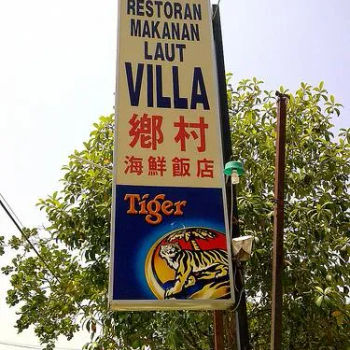 RESTORAN
MAKANAN
LAUT
VILLA
鄉村
海鮮飯店
Tiger